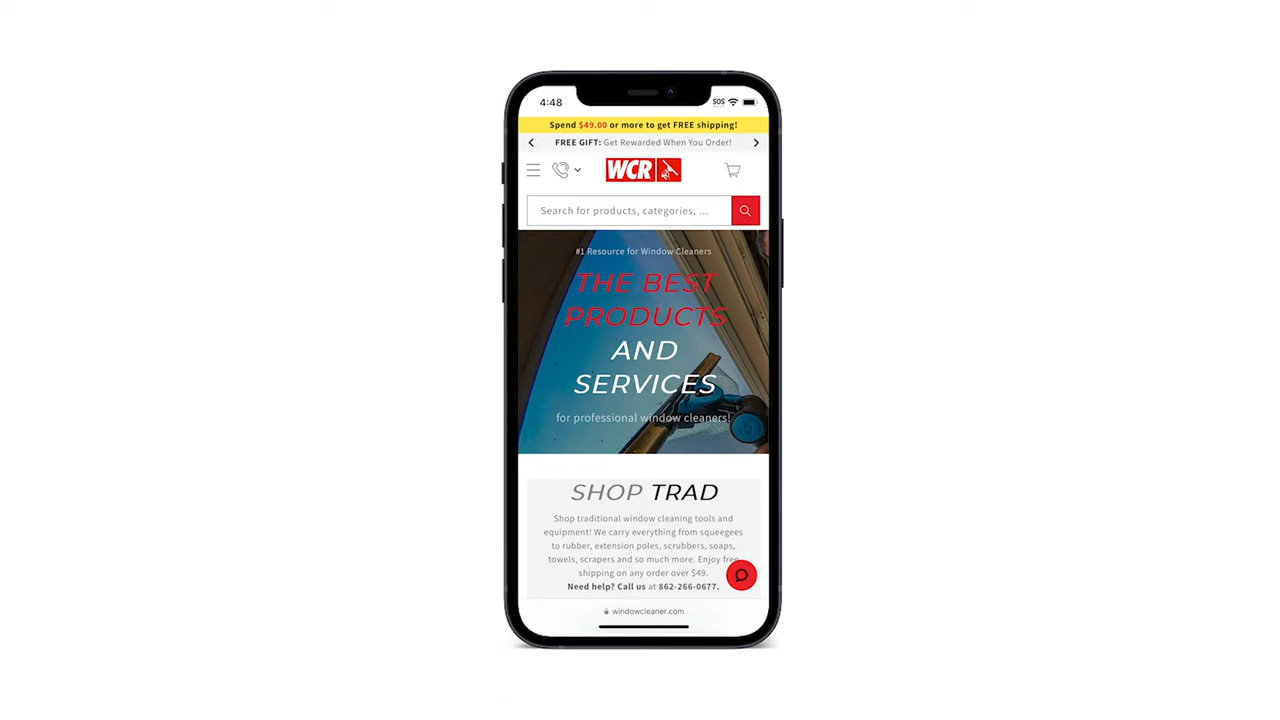 4:48
SOS
Spend $49.00 or more to get FREE shipping!
FREE GIFT: Get Rewarded When You Order!
WCR
Search for products, categories, ...
#1 Resource for Window Cleaners
THE BEST
PRODUCTS
AND
SERVICES
for professional window cleaners!
SHOP TRAD
Shop traditional window cleaning tools and
equipment! We carry everything from squeegees
to rubber, extension poles, scrubbers, soaps,
towels, scrapers and so much more. Enjoy free
shipping on any order over $49.
Need help? Call us at 862-266-0677.
windowcleaner.com